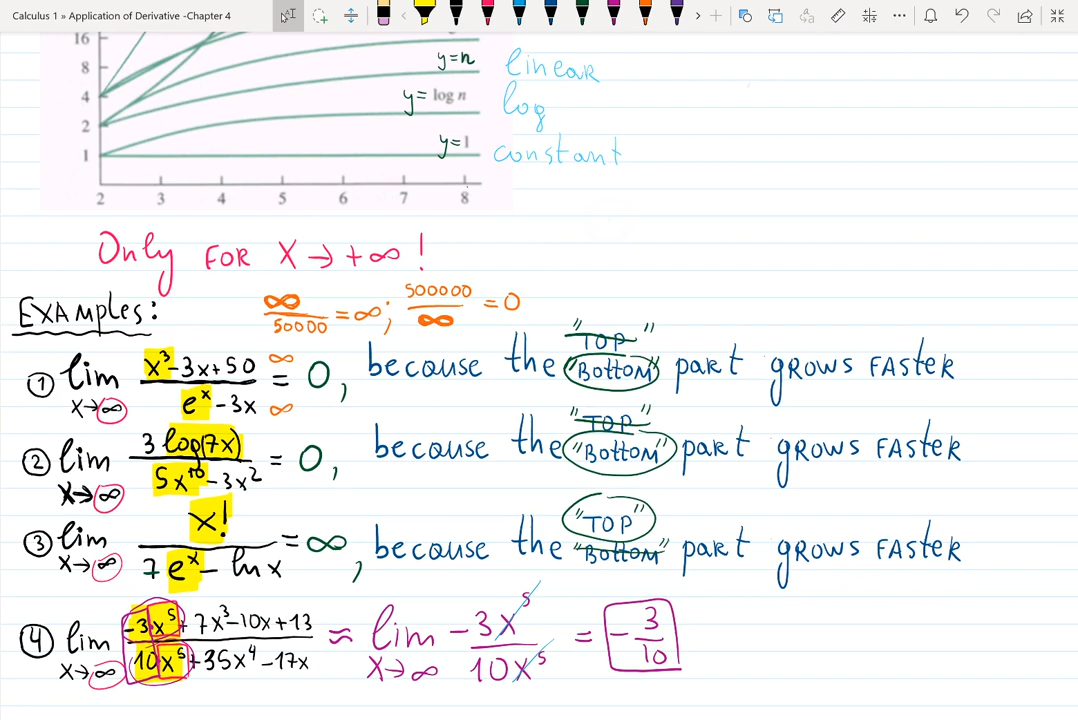 Calculus 1 » Application of Derivative -Chapter 4
16
8
4
2
1
y=n linear
y= log n log
y=1 constant
2 3 4 5 6 7 8
Only FOR X → +∞ !
EXAMPLES: ∞/50000 = ∞; 500000/∞ = 0
① lim x→∞ (x³-3x+50)/(eˣ-3x) ∞/∞ = 0, because the "TOP" "Bottom" part GROWS FASTER
② lim x→∞ (3 log(7x))/(5x¹⁰-3x²) = 0, because the "TOP" "Bottom" part GROWS FASTER
③ lim x→∞ x!/(7eˣ - ln x) = ∞, because the "TOP" "Bottom" part GROWS FASTER
④ lim x→∞ (-3x⁵+7x³-10x+13)/(10x⁵+35x⁴-17x) ≈ lim x→∞ -3x⁵/10x⁵ = -3/10